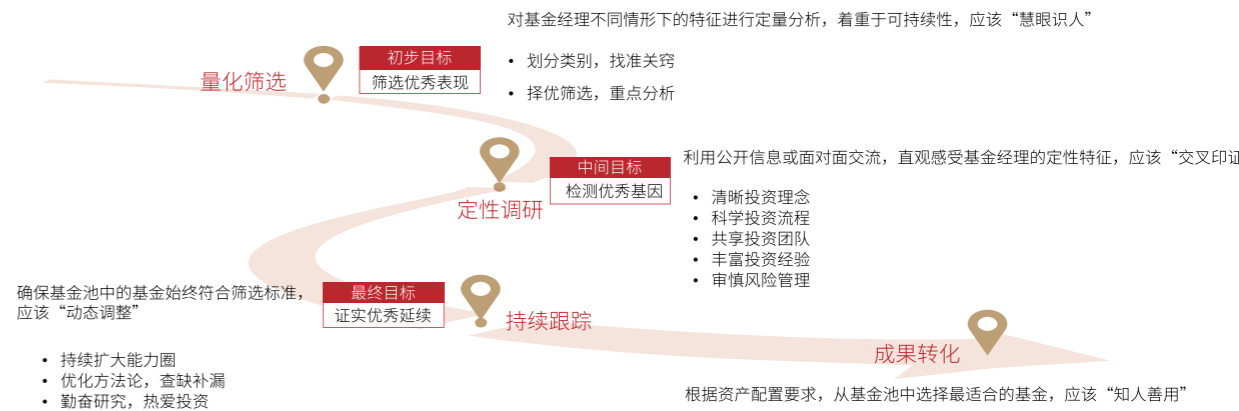 对基金经理不同情形下的特征进行定量分析，着重于可持续性，应该“慧眼识人”
量化筛选
初步目标
筛选优秀表现
• 划分类别，找准关窍
• 择优筛选，重点分析
利用公开信息或面对面交流，直观感受基金经理的定性特征，应该“交叉印证
定性调研
中间目标
检测优秀基因
• 清晰投资理念
• 科学投资流程
• 共享投资团队
• 丰富投资经验
• 审慎风险管理
确保基金池中的基金始终符合筛选标准，
应该“动态调整”
最终目标
证实优秀延续
持续跟踪
• 持续扩大能力圈
• 优化方法论，查缺补漏
• 勤奋研究，热爱投资
成果转化
根据资产配置要求，从基金池中选择最适合的基金，应该“知人善用”